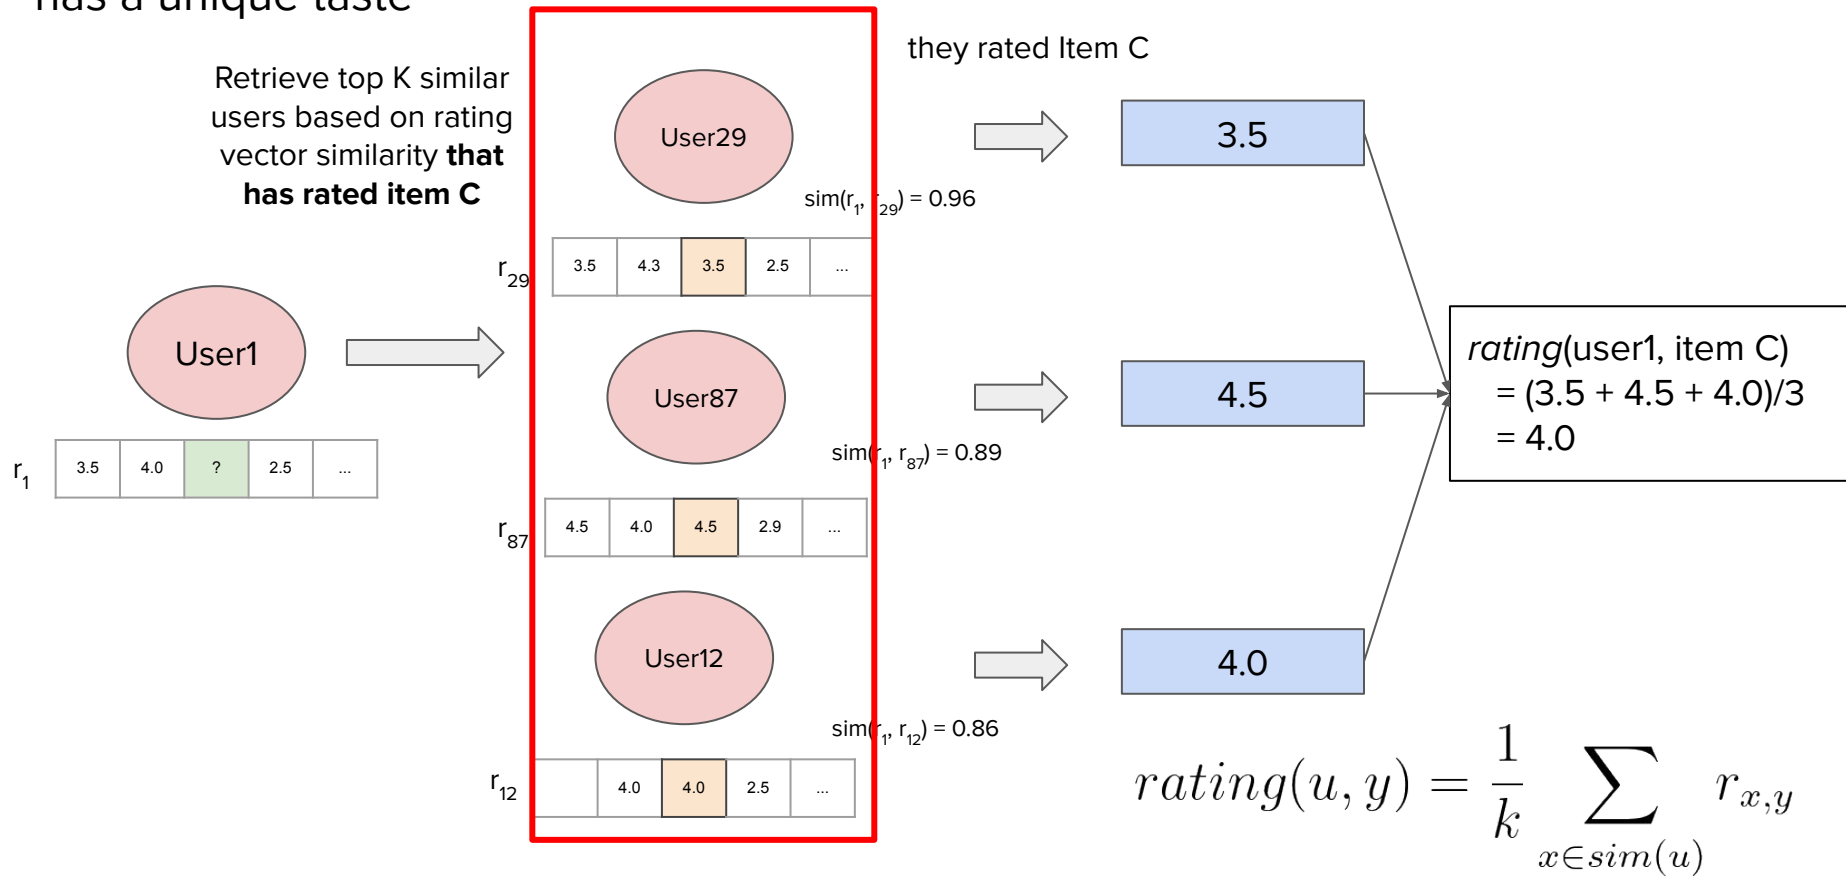 has a unique taste
they rated Item C
Retrieve top K similar
users based on rating
vector similarity that
has rated item C
User29
3.5
sim(r1, r29) = 0.96
r29 3.5 4.3 3.5 2.5 ...
User1
r1 3.5 4.0 ? 2.5 ...
User87
4.5
sim(r1, r87) = 0.89
r87 4.5 4.0 4.5 2.9 ...
rating(user1, item C)
= (3.5 + 4.5 + 4.0)/3
= 4.0
User12
4.0
sim(r1, r12) = 0.86
r12 4.0 4.0 2.5 ...
rating(u, y) = 1/k ∑ x∈sim(u) r x,y